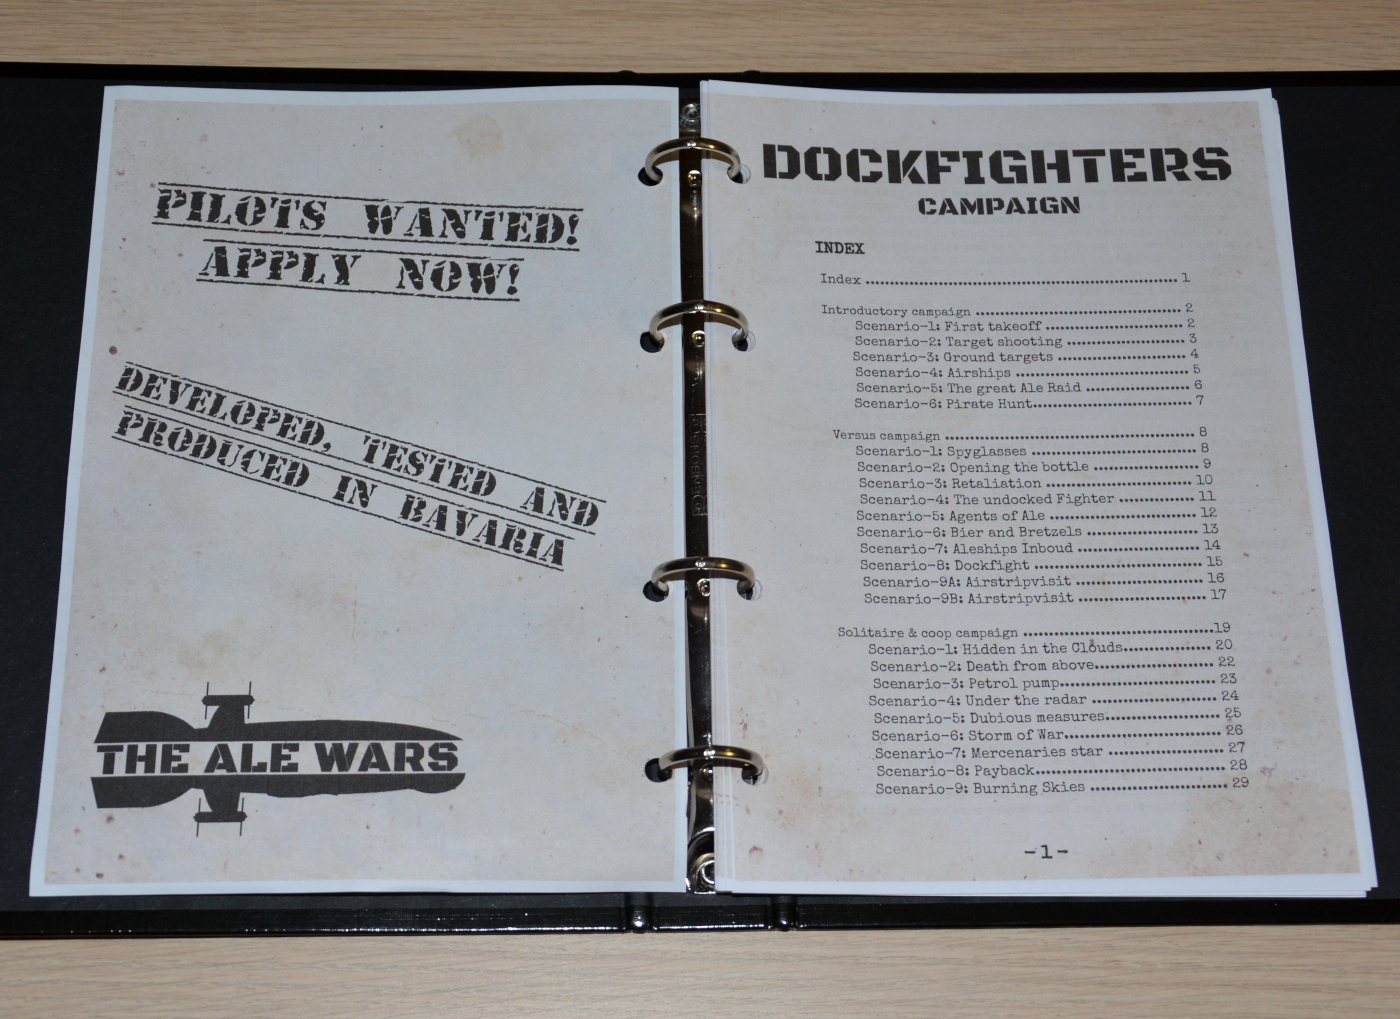 PILOTS WANTED!
APPLY NOW!
DEVELOPED, TESTED AND
PRODUCED IN BAVARIA
THE ALE WARS
DOCKFIGHTERS
CAMPAIGN
INDEX
Index ........................................ 1
Introductory campaign ........................................ 2
Scenario-1: First takeoff ........................................ 2
Scenario-2: Target shooting ........................................ 3
Scenario-3: Ground targets ........................................ 4
Scenario-4: Airships ........................................ 5
Scenario-5: The great Ale Raid ........................................ 6
Scenario-6: Pirate Hunt........................................ 7
Versus campaign ........................................ 8
Scenario-1: Spyglasses ........................................ 8
Scenario-2: Opening the bottle ........................................ 9
Scenario-3: Retaliation ........................................ 10
Scenario-4: The undocked Fighter ........................................ 11
Scenario-5: Agents of Ale ........................................ 12
Scenario-6: Bier and Bretzels ........................................ 13
Scenario-7: Aleships Inboud ........................................ 14
Scenario-8: Dockfight ........................................ 15
Scenario-9A: Airstripvisit ........................................ 16
Scenario-9B: Airstripvisit ........................................ 17
Solitaire & coop campaign ........................................19
Scenario-1: Hidden in the Clouds........................................ 20
Scenario-2: Death from above........................................ 22
Scenario-3: Petrol pump........................................ 23
Scenario-4: Under the radar ........................................ 24
Scenario-5: Dubious measures........................................ 25
Scenario-6: Storm of War........................................ 26
Scenario-7: Mercenaries star ........................................ 27
Scenario-8: Payback........................................ 28
Scenario-9: Burning Skies ........................................ 29
-1-